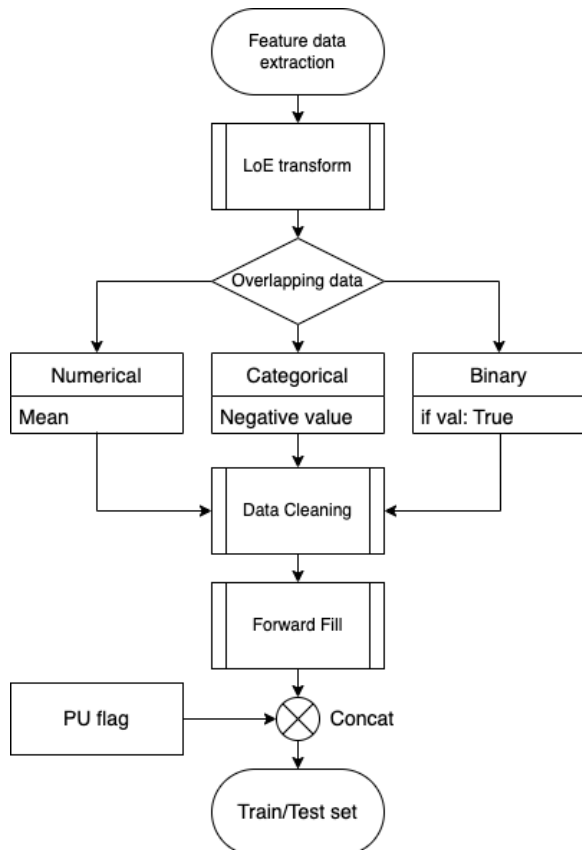 Feature data
extraction
LoE transform
Overlapping data
Numerical
Mean
Categorical
Negative value
Binary
if val: True
Data Cleaning
Forward Fill
PU flag
Concat
Train/Test set